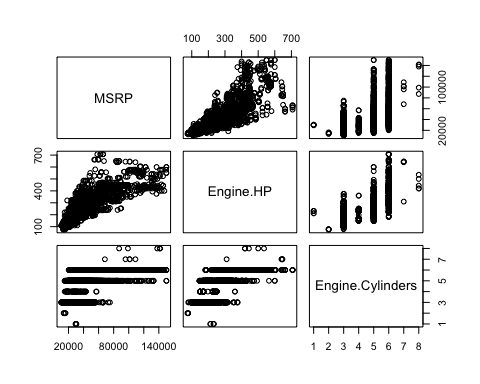 100 300 500 700
MSRP
20000 100000
100 400 700
Engine.HP
Engine.Cylinders
1 3 5 7
20000 80000 140000
1 2 3 4 5 6 7 8